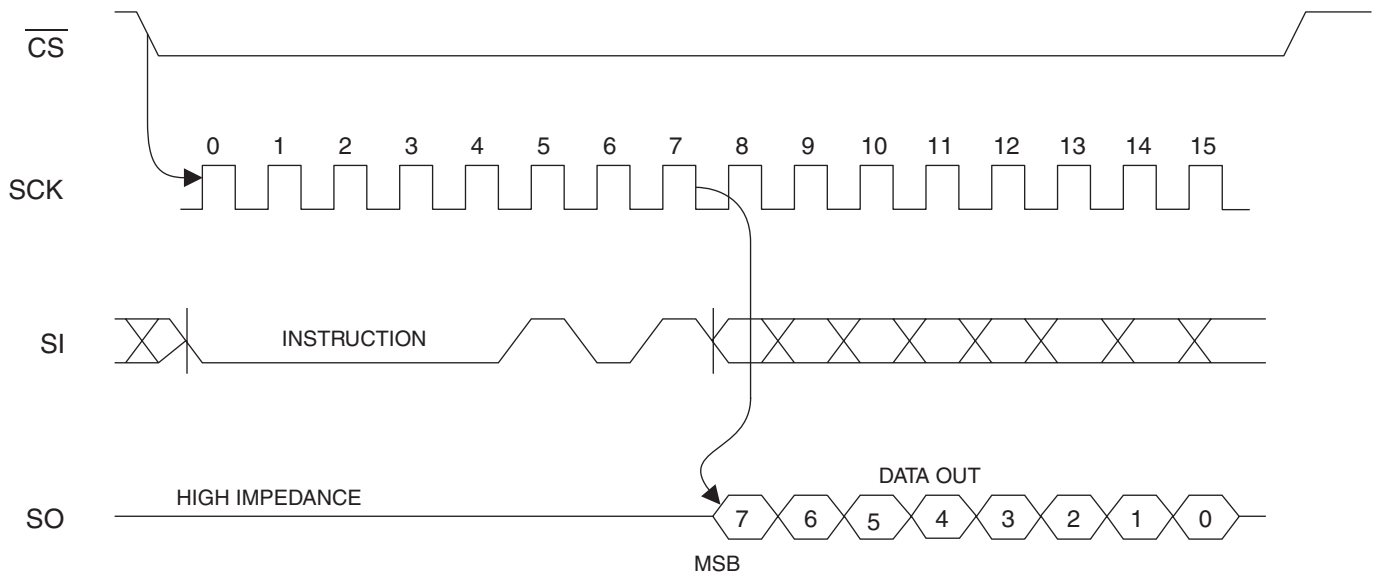 CS
0 1 2 3 4 5 6 7 8 9 10 11 12 13 14 15
SCK
SI
INSTRUCTION
DATA OUT
HIGH IMPEDANCE
SO
7 6 5 4 3 2 1 0
MSB